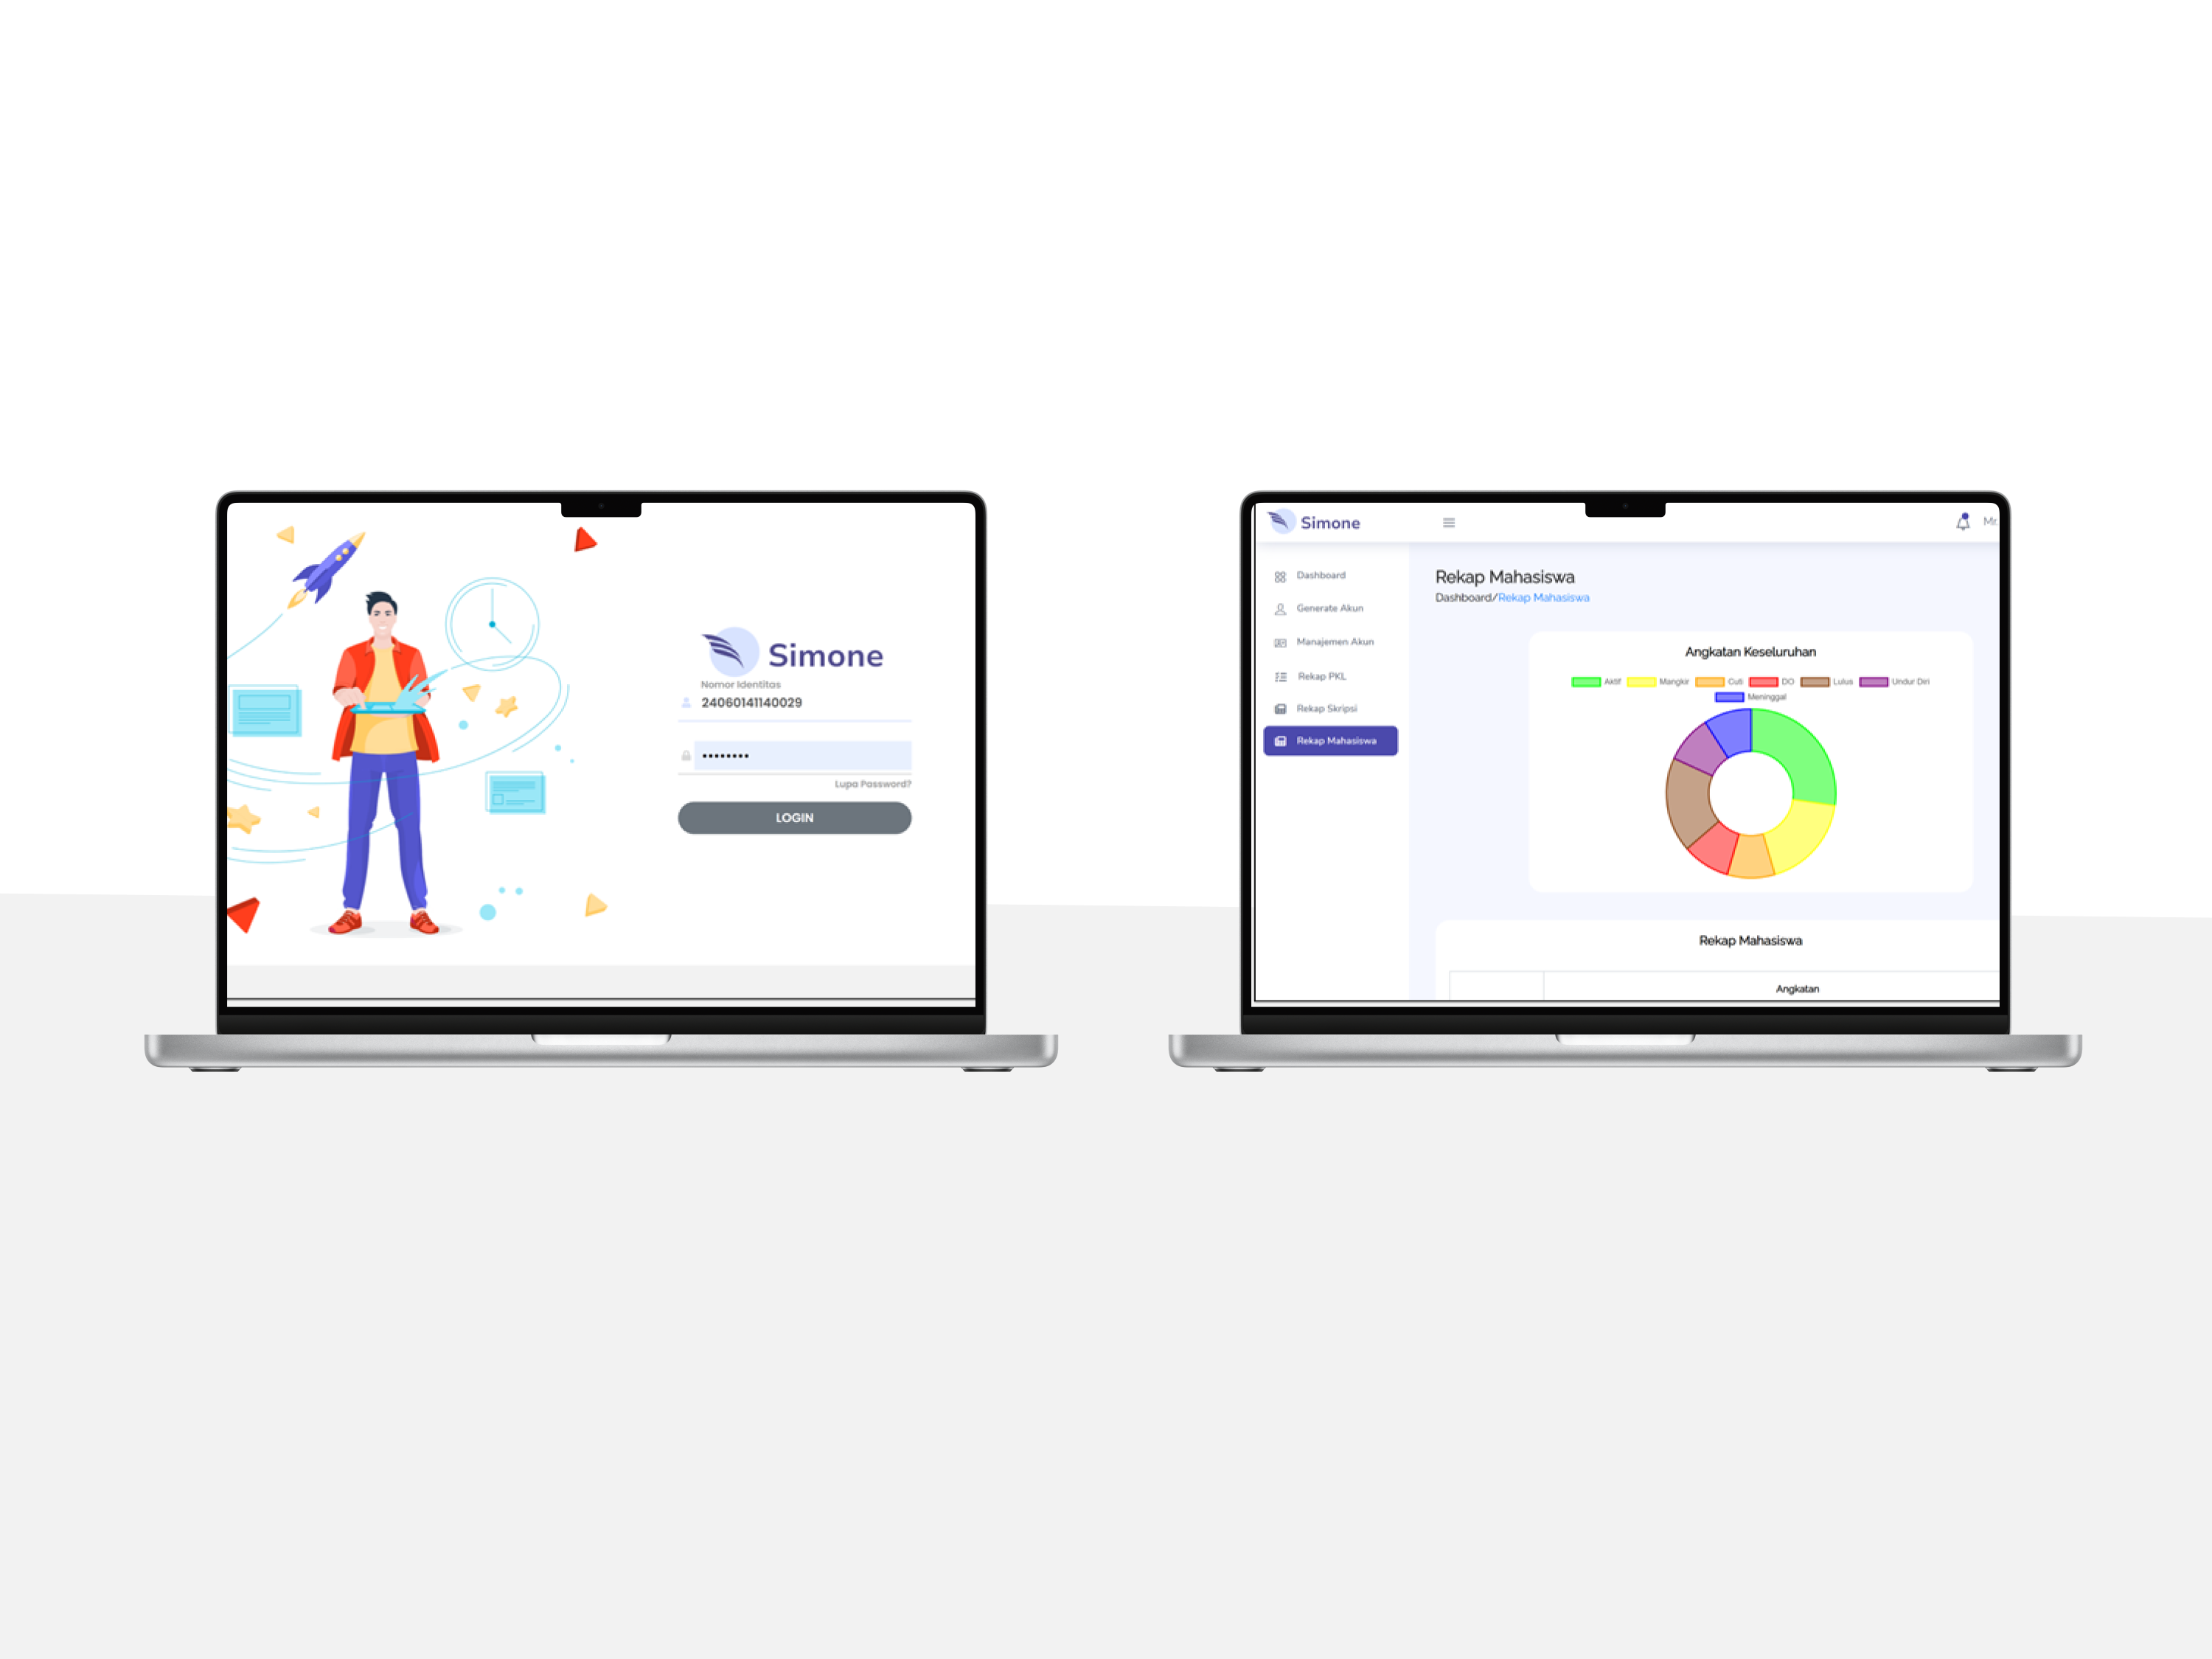 Simone
Nomor Identitas
24060141140029
••••••••
Lupa Password?
LOGIN
Simone
Dashboard
Generate Akun
Manajemen Akun
Rekap PKL
Rekap Skripsi
Rekap Mahasiswa
Rekap Mahasiswa
Dashboard/Rekap Mahasiswa
Angkatan Keseluruhan
Aktif Mangkir Cuti DO Lulus Undur Diri
Meninggal
Rekap Mahasiswa
Angkatan